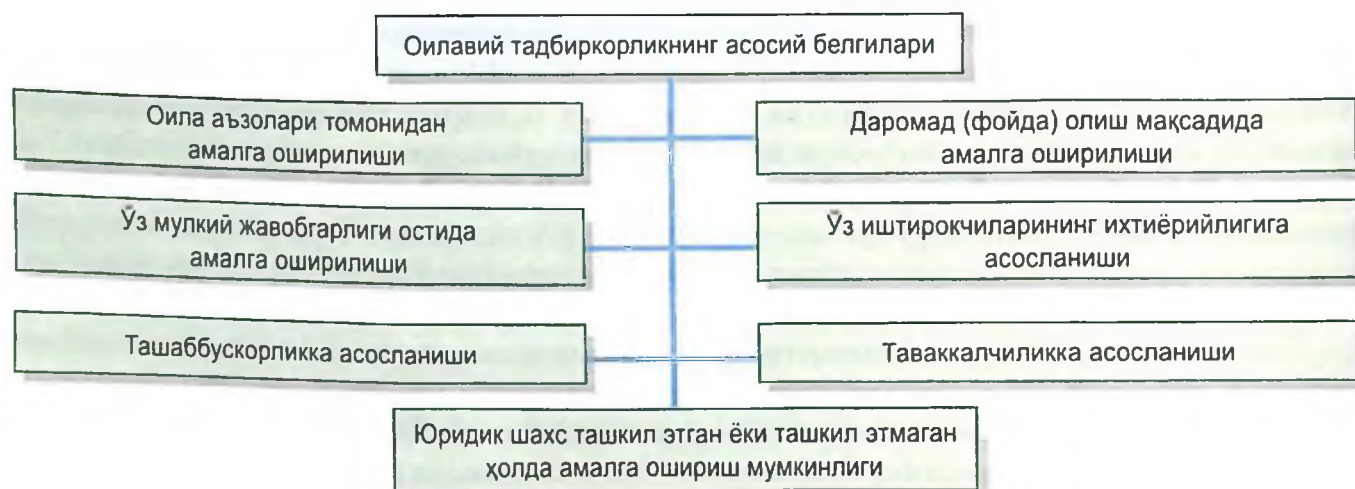 Оилавий тадбиркорликнинг асосий белгилари
Оила аъзолари томонидан
амалга оширилиши
Даромад (фойда) олиш мақсадида
амалга оширилиши
Ўз мулкий жавобгарлиги остида
амалга оширилиши
Ўз иштирокчиларининг ихтиёрийлигига
асосланиши
Ташаббускорликка асосланиши
Таваккалчиликка асосланиши
Юридик шахс ташкил этган ёки ташкил этмаган
ҳолда амалга ошириш мумкинлиги